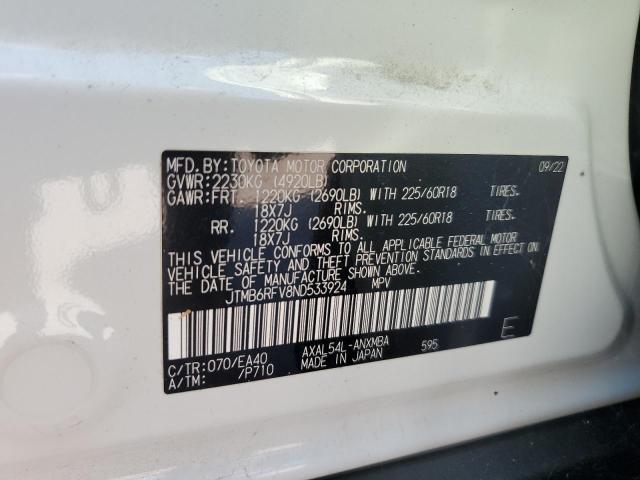 MFD. BY: TOYOTA MOTOR CORPORATION 09/22
GVWR: 2230KG (4920LB)
GAWR: FRT. 1220KG (2690LB) WITH 225/60R18 TIRES.
18X7J RIMS.
RR. 1220KG (2690LB) WITH 225/60R18 TIRES.
18X7J RIMS.
THIS VEHICLE CONFORMS TO ALL APPLICABLE FEDERAL MOTOR
VEHICLE SAFETY AND THEFT PREVENTION STANDARDS IN EFFECT ON
THE DATE OF MANUFACTURE SHOWN ABOVE.
JTMB6RFV8ND533924 MPV
E
C/TR: 070/EA40 AXAL54L-ANXMBA 595
A/TM: /P710 MADE IN JAPAN